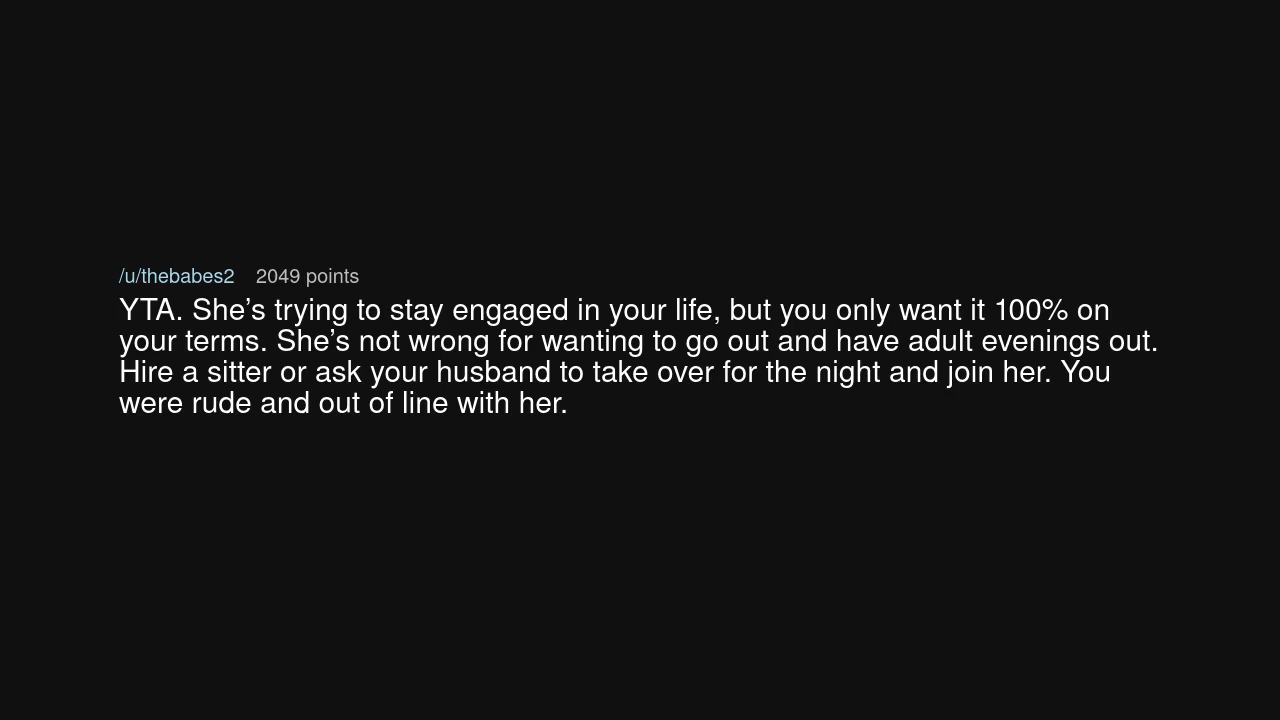 /u/thebabes2 2049 points
YTA. She’s trying to stay engaged in your life, but you only want it 100% on
your terms. She’s not wrong for wanting to go out and have adult evenings out.
Hire a sitter or ask your husband to take over for the night and join her. You
were rude and out of line with her.